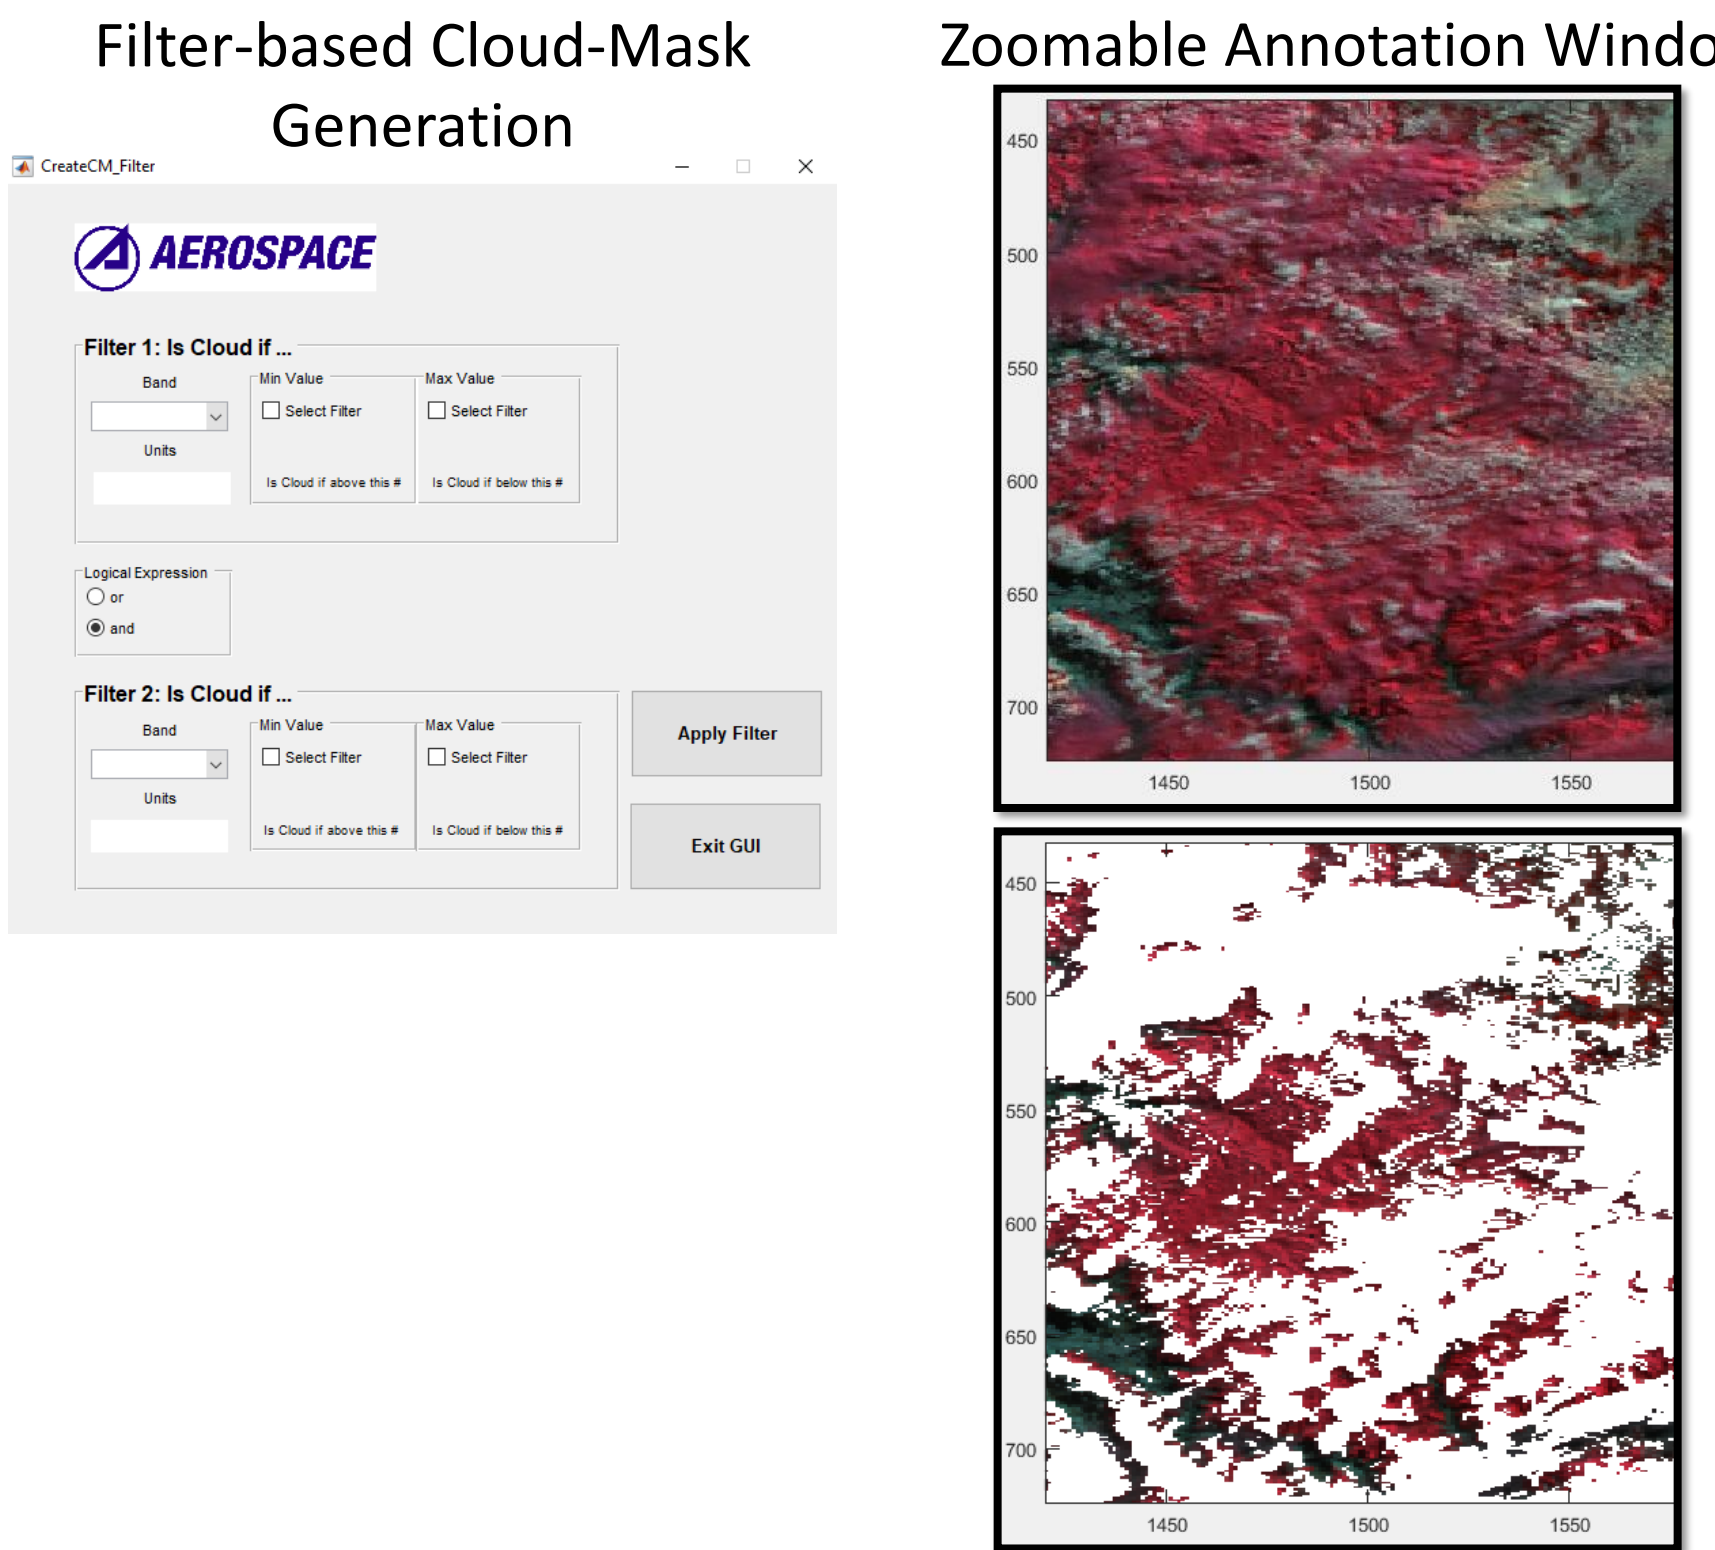 Filter-based Cloud-Mask
Generation
CreateCM_Filter
AEROSPACE
Filter 1: Is Cloud if ...
Band
Min Value
Max Value
Select Filter
Select Filter
Units
Is Cloud if above this #
Is Cloud if below this #
Logical Expression
or
and
Filter 2: Is Cloud if ...
Band
Min Value
Max Value
Select Filter
Select Filter
Units
Is Cloud if above this #
Is Cloud if below this #
Apply Filter
Exit GUI
Zoomable Annotation Windo
450
500
550
600
650
700
1450 1500 1550
450
500
550
600
650
700
1450 1500 1550